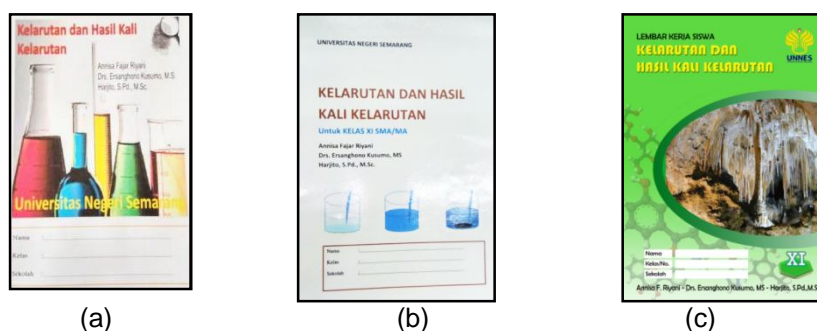 Kelarutan dan Hasil Kali
Kelarutan
Annisa Fajar Riyani
Drs. Ersanghono Kusumo, M.S
Harjito, S.Pd., M.Sc.
Universitas Negeri Semarang
Nama
Kelas
Sekolah
(a)
UNIVERSITAS NEGERI SEMARANG
KELARUTAN DAN HASIL
KALI KELARUTAN
Untuk KELAS XI SMA/MA
Annisa Fajar Riyani
Drs. Ersanghono Kusumo, MS
Harjito, S.Pd., M.Sc.
Nama
Kelas
Sekolah
(b)
LEMBAR KERJA SISWA
KELARUTAN DAN
HASIL KALI KELARUTAN
UNNES
Nama
Kelas/No.
Sekolah
XI
Annisa F. Riyani - Drs. Ersanghono Kusumo, MS - Harjito, S.Pd,M.S
(c)